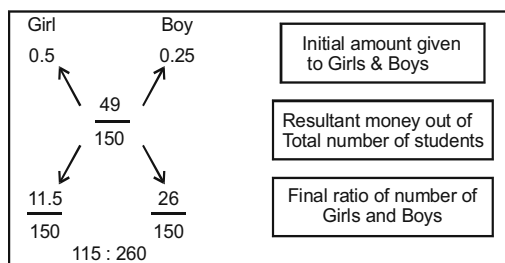 Girl Boy
0.5 0.25
49
150
11.5 26
150 150
115 : 260
Initial amount given
to Girls & Boys
Resultant money out of
Total number of students
Final ratio of number of
Girls and Boys